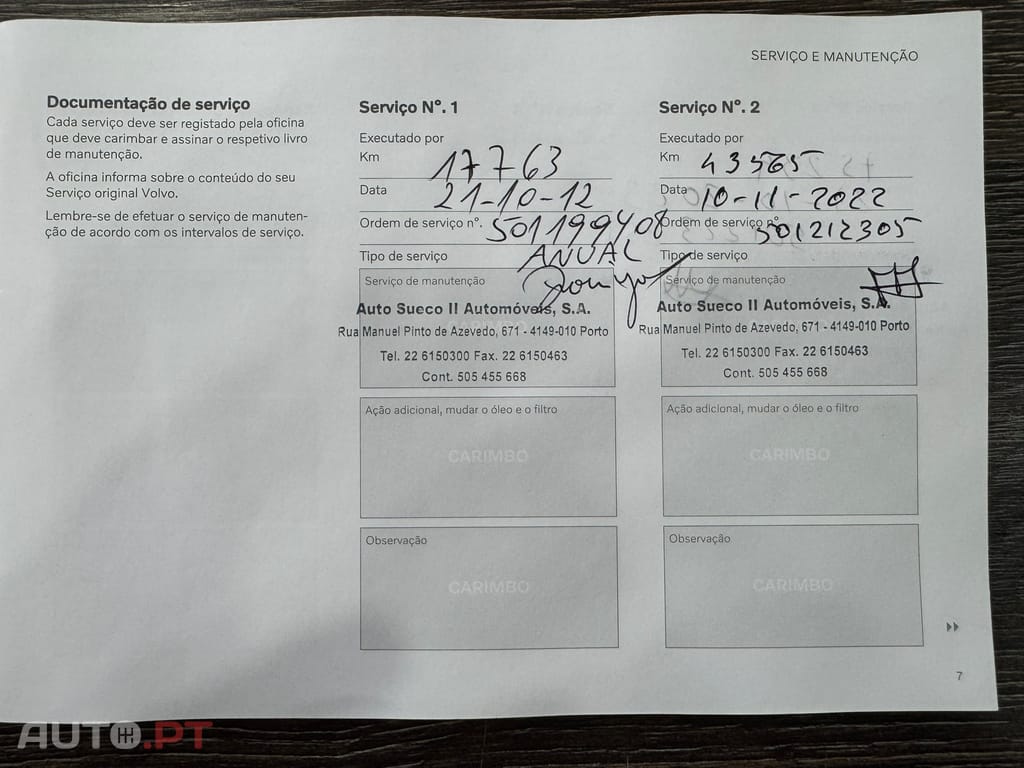 SERVIÇO E MANUTENÇÃO
Documentação de serviço
Cada serviço deve ser registado pela oficina
que deve carimbar e assinar o respetivo livro
de manutenção.
A oficina informa sobre o conteúdo do seu
Serviço original Volvo.
Lembre-se de efetuar o serviço de manuten-
ção de acordo com os intervalos de serviço.
Serviço Nº. 1
Executado por
Km 17763
Data 21-10-12
Ordem de serviço nº. 501199408
Tipo de serviço ANUAL
Serviço de manutenção
Auto Sueco II Automóveis, S.A.
Rua Manuel Pinto de Azevedo, 671 - 4149-010 Porto
Tel. 22 6150300 Fax. 22 6150463
Cont. 505 455 668
Ação adicional, mudar o óleo e o filtro
CARIMBO
Observação
CARIMBO
Serviço Nº. 2
Executado por
Km 43565
Data 10-11-2022
Ordem de serviço nº 501212305
Tipo de serviço
Serviço de manutenção
Auto Sueco II Automóveis, S.A.
Rua Manuel Pinto de Azevedo, 671 - 4149-010 Porto
Tel. 22 6150300 Fax. 22 6150463
Cont. 505 455 668
Ação adicional, mudar o óleo e o filtro
CARIMBO
Observação
CARIMBO
7
AUTO.PT